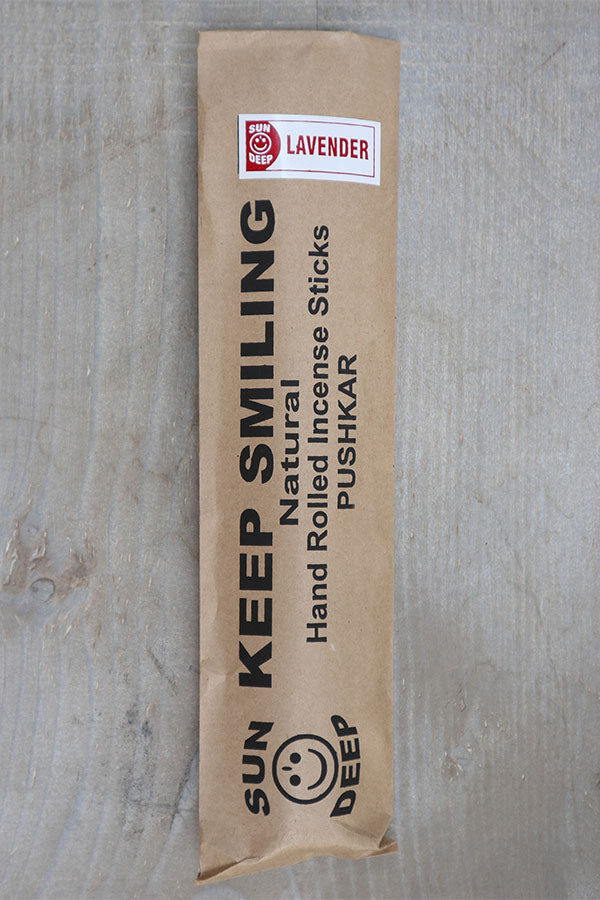 SUN
DEEP
LAVENDER
KEEP SMILING
Natural
Hand Rolled Incense Sticks
PUSHKAR
SUN
DEEP